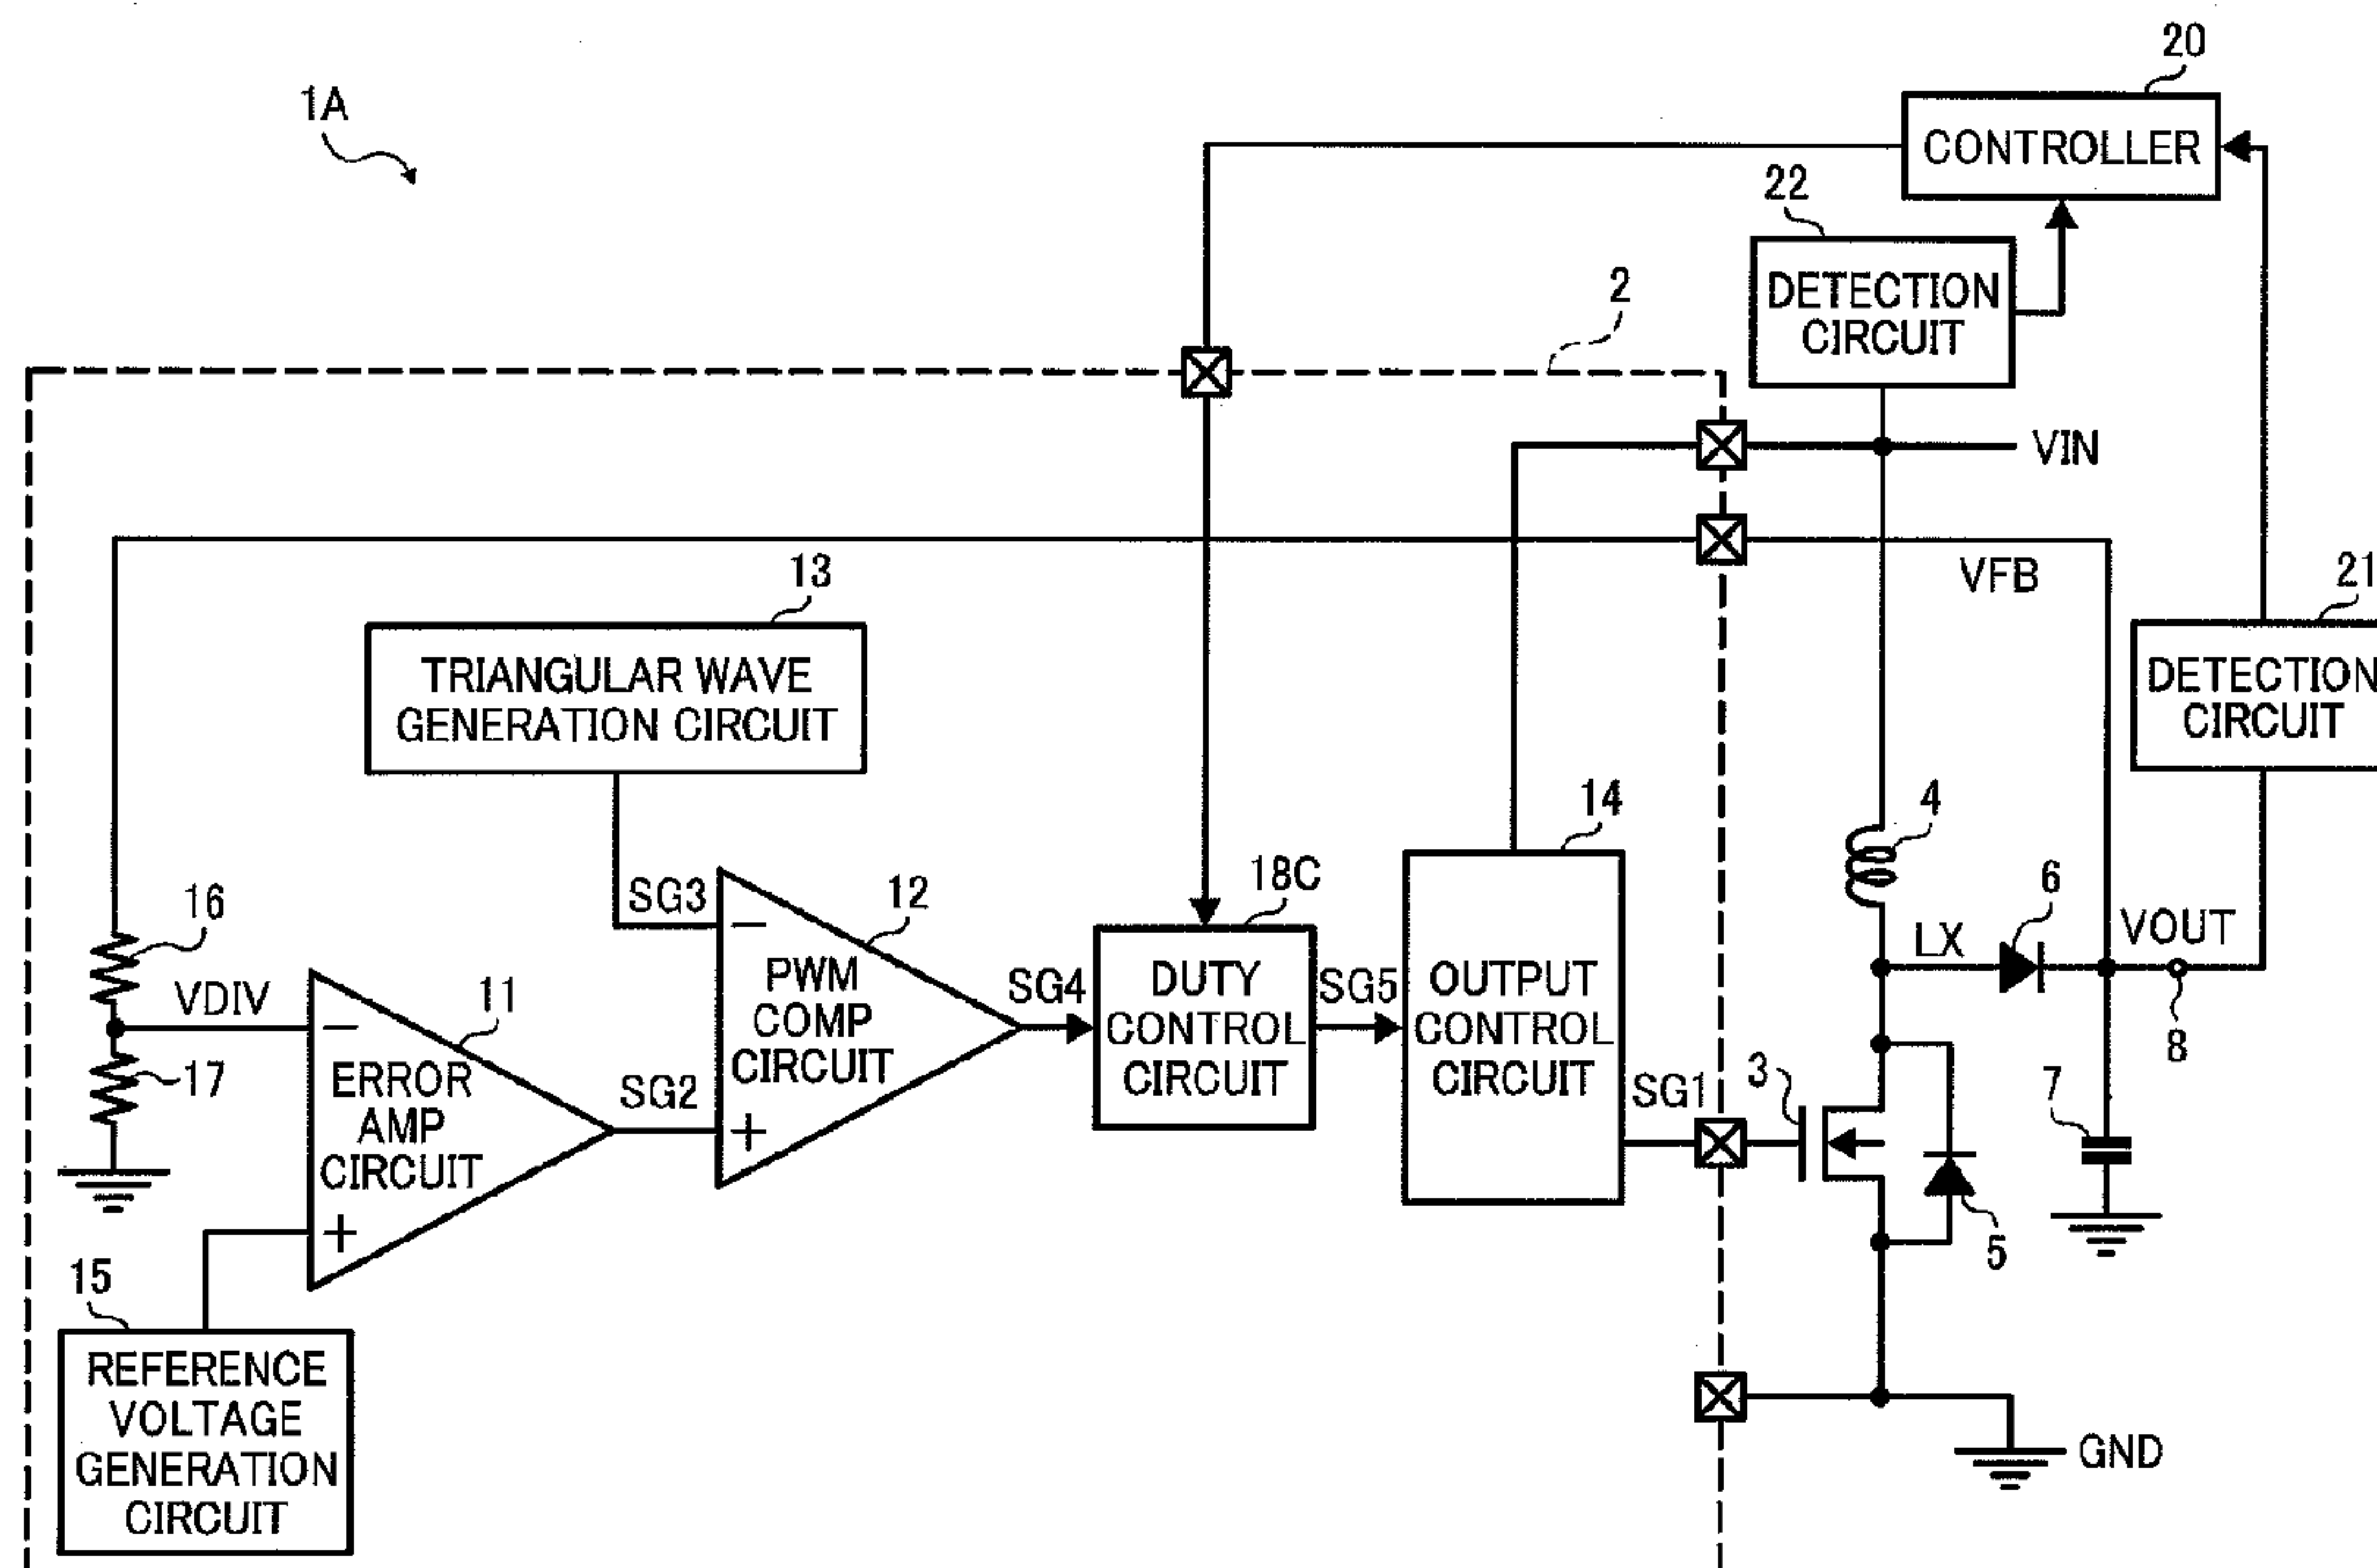 20
1A
CONTROLLER
22
DETECTION
CIRCUIT
2
VIN
VFB
13
TRIANGULAR WAVE
GENERATION CIRCUIT
21
DETECTION
CIRCUIT
14
4
16
SG3
12
18C
6
VOUT
LX
VDIV
11
−
PWM
COMP
CIRCUIT
SG4
DUTY
CONTROL
CIRCUIT
SG5
OUTPUT
CONTROL
CIRCUIT
8
−
17
ERROR
AMP
CIRCUIT
SG2
+
SG1
3
7
+
5
15
REFERENCE
VOLTAGE
GENERATION
CIRCUIT
GND